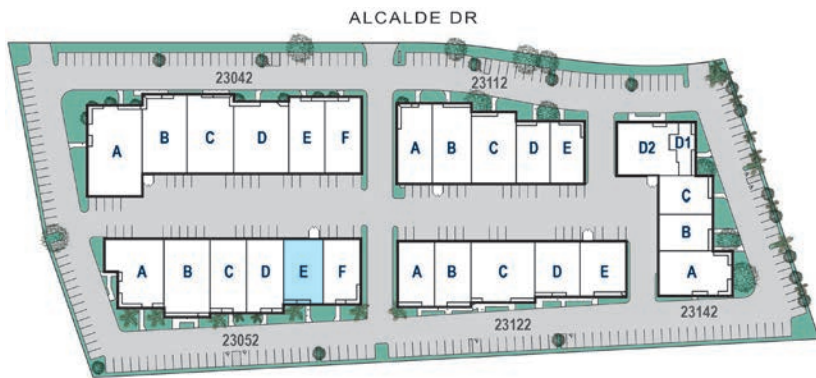 ALCALDE DR
23042
23112
A B C D E F
A B C D E
D2 D1
C
B
A
A B C D E F
A B C D E
23052
23122
23142